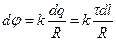 dφ = k dq/R = k τdl/R